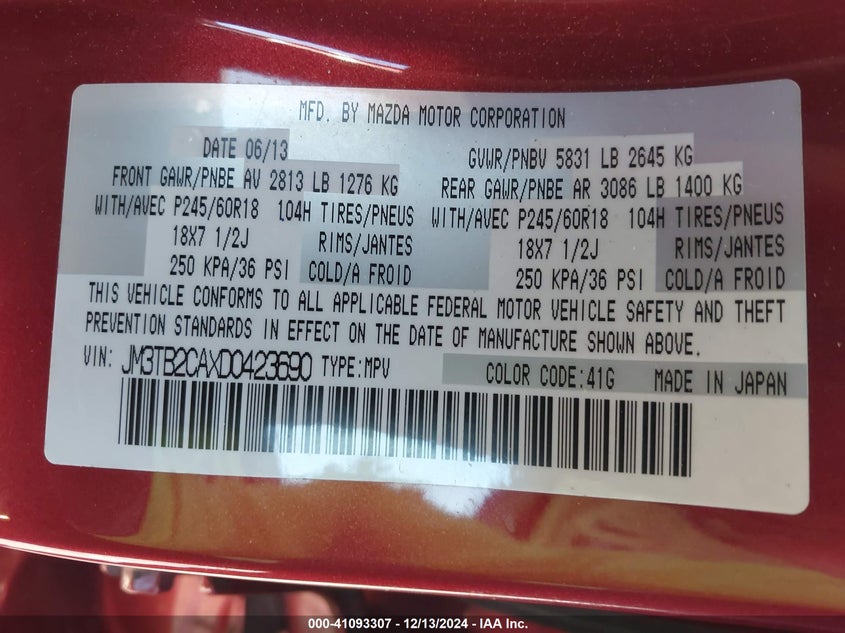 MFD. BY MAZDA MOTOR CORPORATION
DATE 06/13 GVWR/PNBV 5831 LB 2645 KG
FRONT GAWR/PNBE AV 2813 LB 1276 KG REAR GAWR/PNBE AR 3086 LB 1400 KG
WITH/AVEC P245/60R18 104H TIRES/PNEUS WITH/AVEC P245/60R18 104H TIRES/PNEUS
18X7 1/2J RIMS/JANTES 18X7 1/2J RIMS/JANTES
250 KPA/36 PSI COLD/A FROID 250 KPA/36 PSI COLD/A FROID
THIS VEHICLE CONFORMS TO ALL APPLICABLE FEDERAL MOTOR VEHICLE SAFETY AND THEFT
PREVENTION STANDARDS IN EFFECT ON THE DATE OF MANUFACTURE SHOWN ABOVE.
VIN: JM3TB2CAXD0423690 TYPE:MPV COLOR CODE:41G MADE IN JAPAN
000-41093307 - 12/13/2024 - IAA Inc.